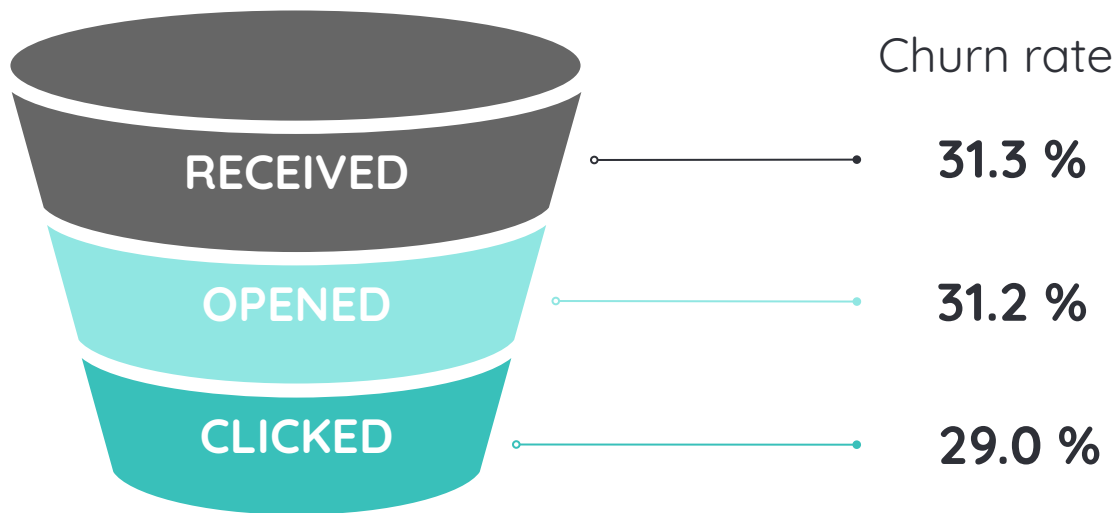 Churn rate
RECEIVED
31.3 %
OPENED
31.2 %
CLICKED
29.0 %